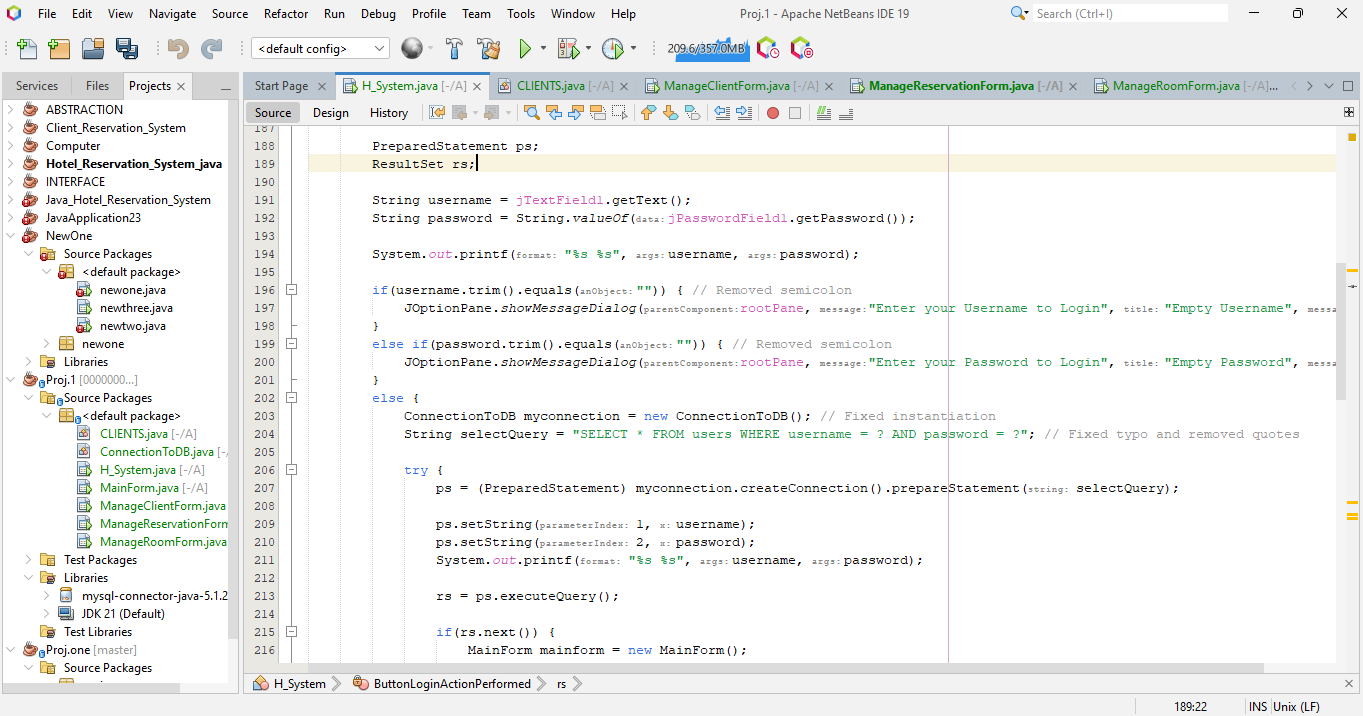 File Edit View Navigate Source Refactor Run Debug Profile Team Tools Window Help Proj.1 - Apache NetBeans IDE 19 Search (Ctrl+I)
<default config> 209.6/357.0MB
Services Files Projects
Start Page H_System.java [-/A] CLIENTS.java [-/A] ManageClientForm.java [-/A] ManageReservationForm.java [-/A] ManageRoomForm.java [-/A]...
Source Design History
ABSTRACTION
Client_Reservation_System
Computer
Hotel_Reservation_System_java
INTERFACE
Java_Hotel_Reservation_System
JavaApplication23
NewOne
Source Packages
<default package>
newone.java
newthree.java
newtwo.java
newone
Libraries
Proj.1 [0000000...]
Source Packages
<default package>
CLIENTS.java [-/A]
ConnectionToDB.java [-/
H_System.java [-/A]
MainForm.java [-/A]
ManageClientForm.java
ManageReservationForm
ManageRoomForm.java
Test Packages
Libraries
mysql-connector-java-5.1.2
JDK 21 (Default)
Test Libraries
Proj.one [master]
Source Packages
187
188 PreparedStatement ps;
189 ResultSet rs;
190
191 String username = jTextField1.getText();
192 String password = String.valueOf(data: jPasswordField1.getPassword());
193
194 System.out.printf(format: "%s %s", args: username, args: password);
195
196 if(username.trim().equals(anObject: "")) { // Removed semicolon
197 JOptionPane.showMessageDialog(parentComponent: rootPane, message: "Enter your Username to Login", title: "Empty Username", messa
198 }
199 else if(password.trim().equals(anObject: "")) { // Removed semicolon
200 JOptionPane.showMessageDialog(parentComponent: rootPane, message: "Enter your Password to Login", title: "Empty Password", messa
201 }
202 else {
203 ConnectionToDB myconnection = new ConnectionToDB(); // Fixed instantiation
204 String selectQuery = "SELECT * FROM users WHERE username = ? AND password = ?"; // Fixed typo and removed quotes
205
206 try {
207 ps = (PreparedStatement) myconnection.createConnection().prepareStatement(string: selectQuery);
208
209 ps.setString(parameterIndex: 1, x: username);
210 ps.setString(parameterIndex: 2, x: password);
211 System.out.printf(format: "%s %s", args: username, args: password);
212
213 rs = ps.executeQuery();
214
215 if(rs.next()) {
216 MainForm mainform = new MainForm();
H_System ButtonLoginActionPerformed rs
189:22 INS Unix (LF)